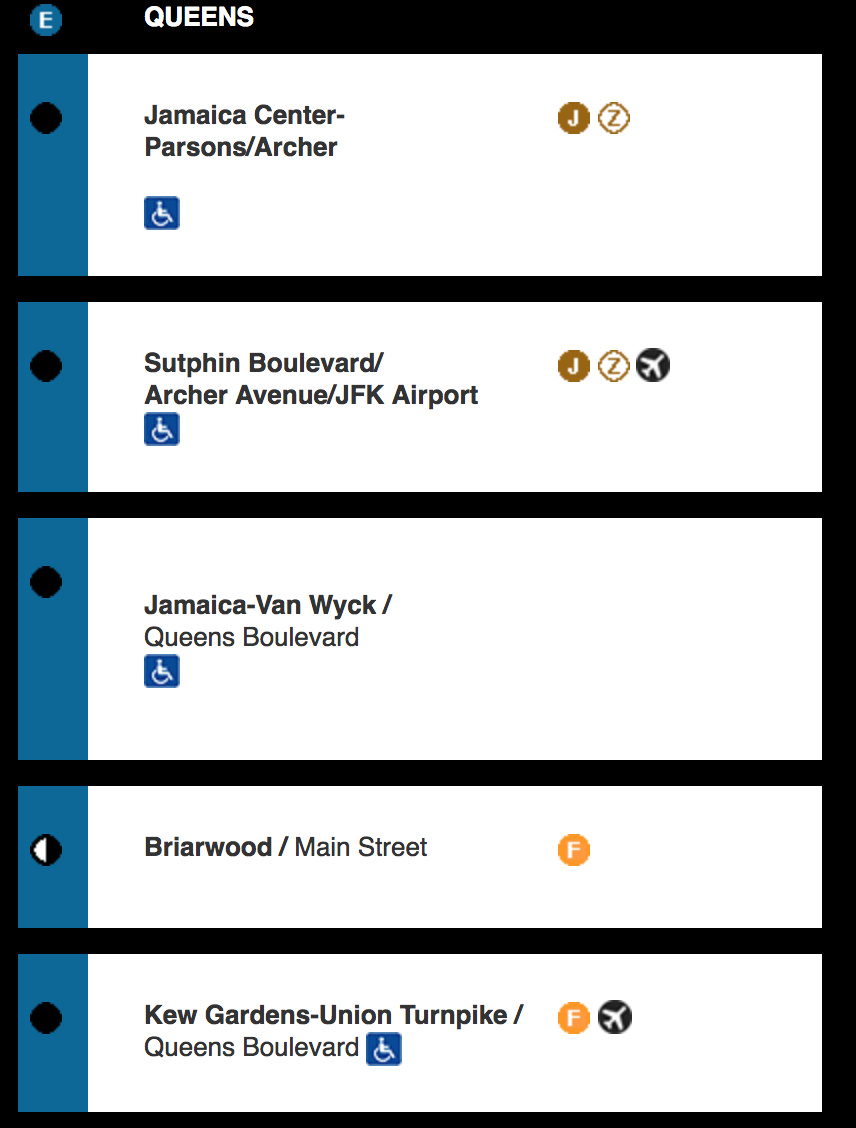 E QUEENS
Jamaica Center- J Z
Parsons/Archer
Sutphin Boulevard/ J Z
Archer Avenue/JFK Airport
Jamaica-Van Wyck /
Queens Boulevard
Briarwood / Main Street F
Kew Gardens-Union Turnpike / F
Queens Boulevard